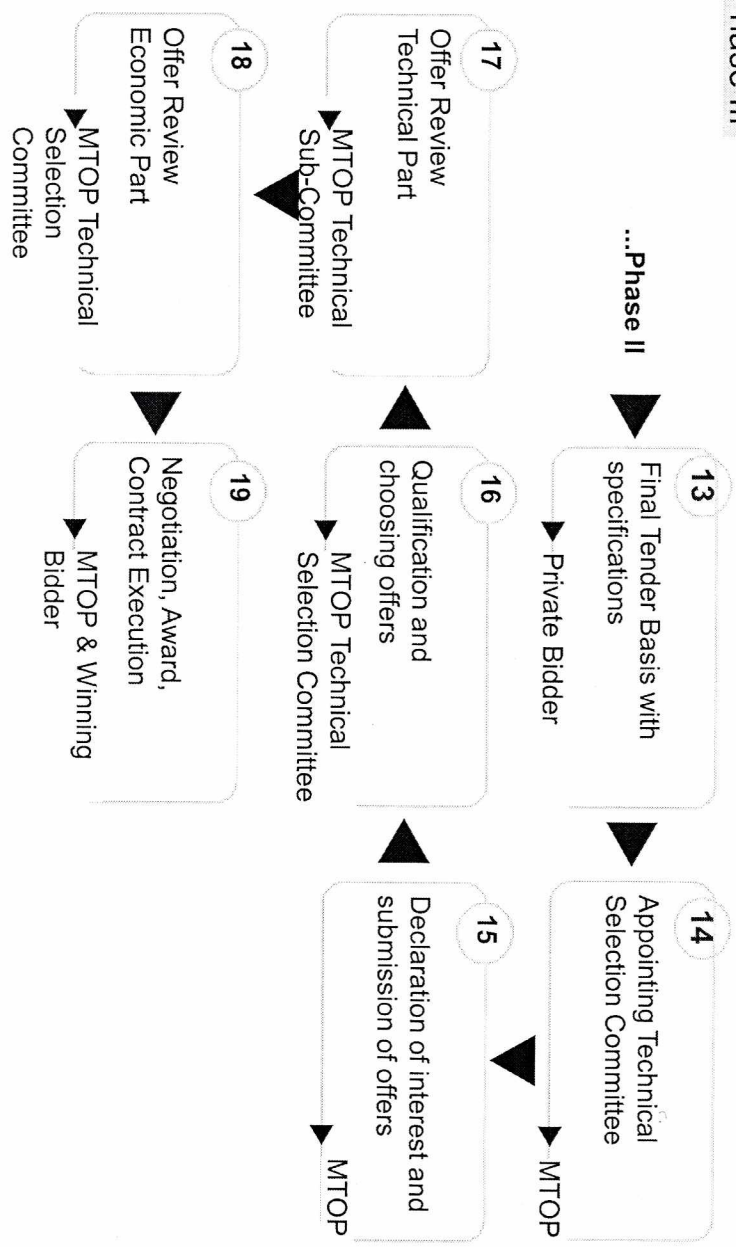 ...Phase II
13
Final Tender Basis with
specifications
Private Bidder
14
Appointing Technical
Selection Committee
MTOP
15
Declaration of interest and
submission of offers
MTOP
16
Qualification and
choosing offers
MTOP Technical
Selection Committee
17
Offer Review
Technical Part
MTOP Technical
Sub-Committee
18
Offer Review
Economic Part
MTOP Technical
Selection
Committee
19
Negotiation, Award,
Contract Execution
MTOP & Winning
Bidder